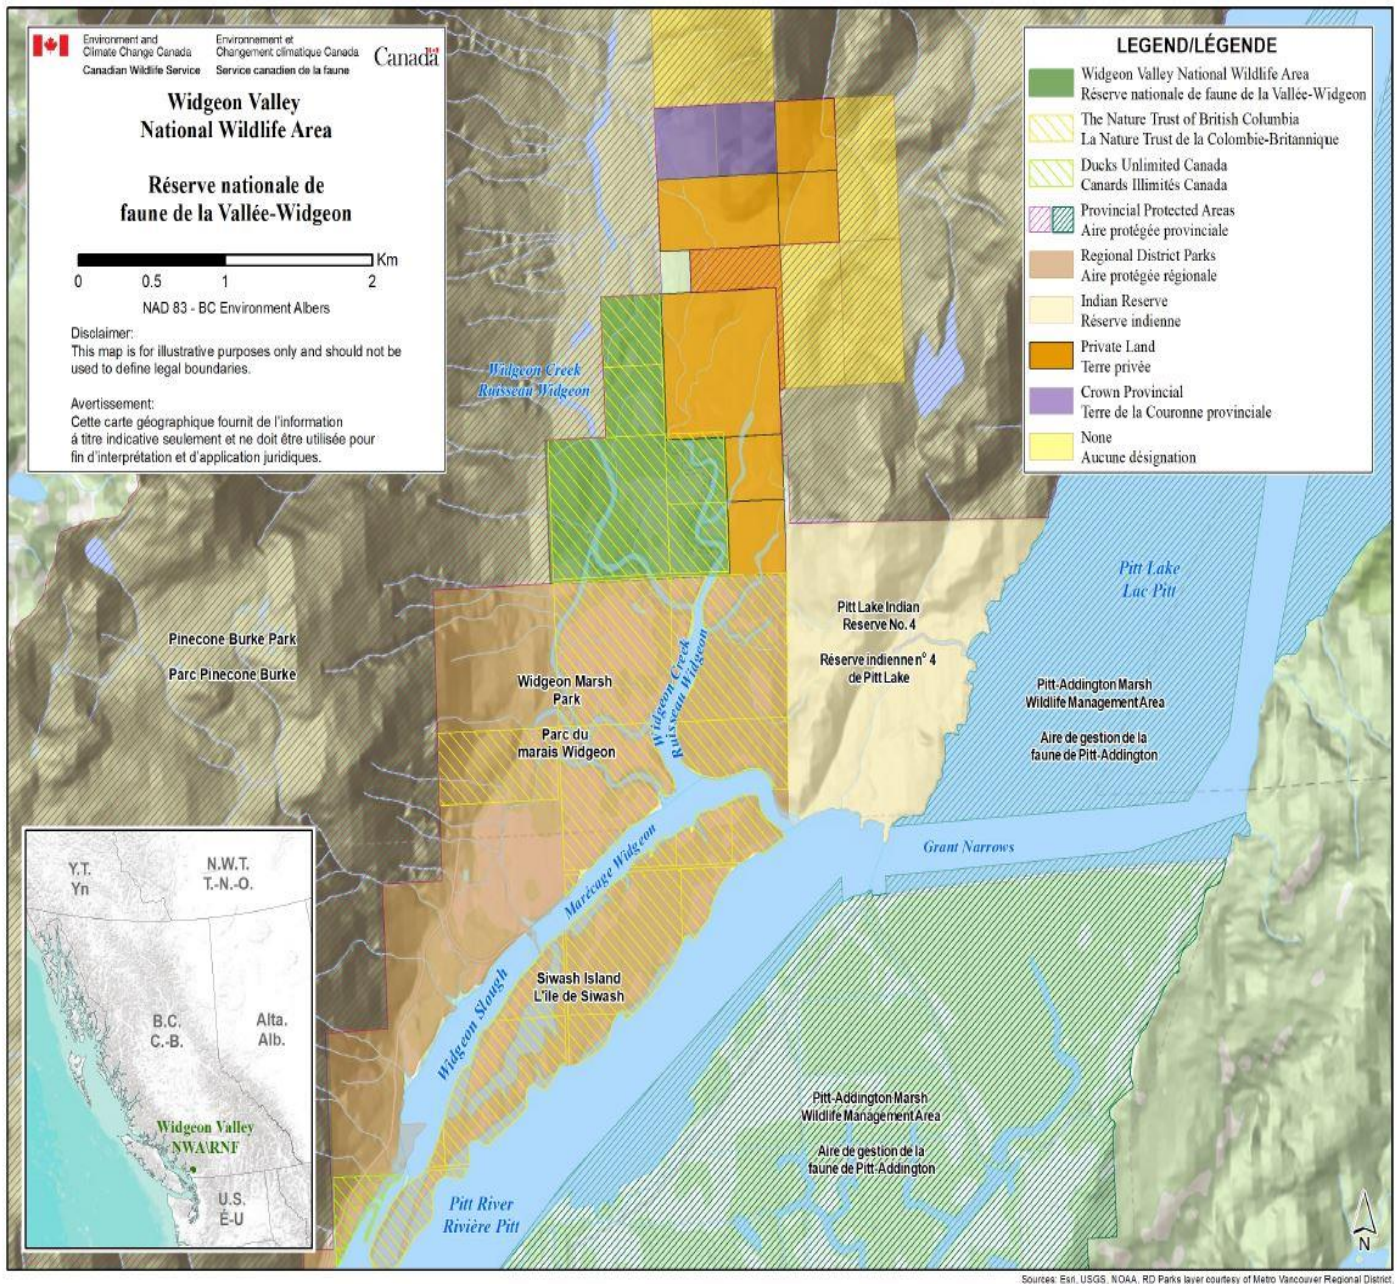 Environment and
Climate Change Canada
Canadian Wildlife Service
Environnement et
Changement climatique Canada
Service canadien de la faune
Canada
Widgeon Valley
National Wildlife Area
Réserve nationale de
faune de la Vallée-Widgeon
Km
0 0.5 1 2
NAD 83 - BC Environment Albers
Disclaimer:
This map is for illustrative purposes only and should not be
used to define legal boundaries.
Avertissement:
Cette carte géographique fournit de l'information
á titre indicative seulement et ne doit être utilisée pour
fin d'interprétation et d'application juridiques.
LEGEND/LÉGENDE
Widgeon Valley National Wildlife Area
Réserve nationale de faune de la Vallée-Widgeon
The Nature Trust of British Columbia
La Nature Trust de la Colombie-Britannique
Ducks Unlimited Canada
Canards Illimités Canada
Provincial Protected Areas
Aire protégée provinciale
Regional District Parks
Aire protégée régionale
Indian Reserve
Réserve indienne
Private Land
Terre privée
Crown Provincial
Terre de la Couronne provinciale
None
Aucune désignation
Widgeon Creek
Ruisseau Widgeon
Pitt Lake
Luc Pitt
Pitt Lake Indian
Reserve No. 4
Réserve indienne n° 4
de Pitt Lake
Pinecone Burke Park
Parc Pinecone Burke
Widgeon Marsh
Park
Parc du
marais Widgeon
Widgeon Creek
Ruisseau Widgeon
Pitt-Addington Marsh
Wildlife Management Area
Aire de gestion de la
faune de Pitt-Addington
Grant Narrows
Marécage Widgeon
Widgeon Slough
Siwash Island
L'île de Siwash
Pitt-Addington Marsh
Wildlife Management Area
Aire de gestion de la
faune de Pitt-Addington
Pitt River
Rivière Pitt
Y.T.
Yn
N.W.T.
T.-N.-O.
B.C.
C.-B.
Alta.
Alb.
Widgeon Valley
NWA\RNF
U.S.
É-U
N
Sources: Esri, USGS, NOAA, RD Parks layer courtesy of Metro Vancouver Regional District.